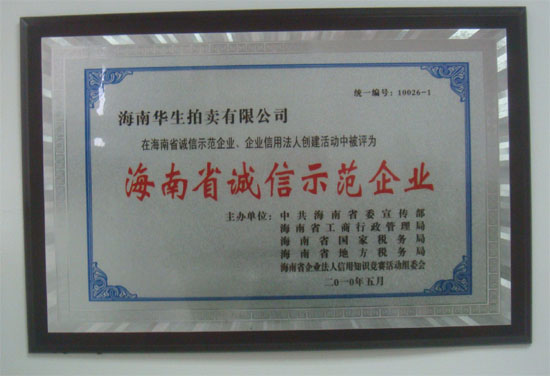 统一编号：10026-1
海南华生拍卖有限公司
在海南省诚信示范企业、企业信用法人创建活动中被评为
海南省诚信示范企业
主办单位：中共海南省委宣传部
海南省工商行政管理局
海南省国家税务局
海南省地方税务局
海南省企业法人信用知识竞赛活动组委会
二〇一〇年五月